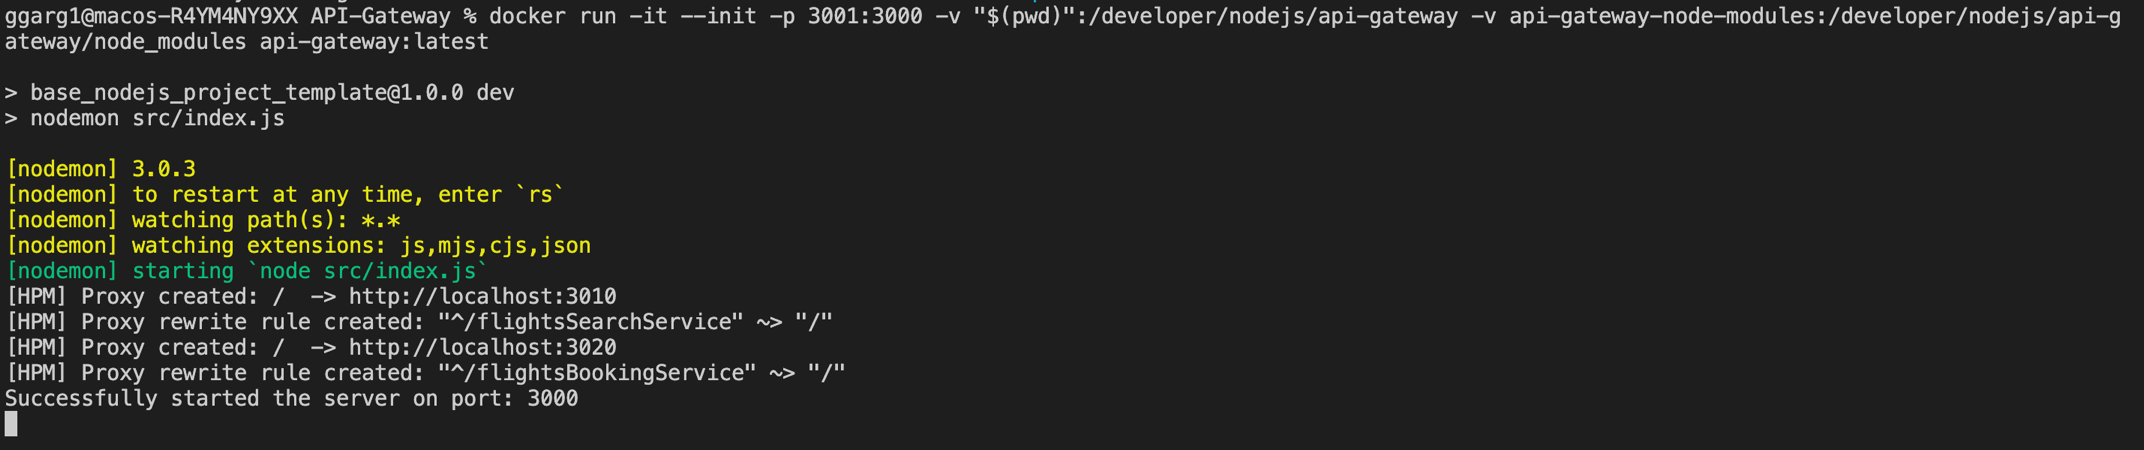 ggarg1@macos-R4YM4NY9XX API-Gateway % docker run -it --init -p 3001:3000 -v "$(pwd)":/developer/nodejs/api-gateway -v api-gateway-node-modules:/developer/nodejs/api-g
ateway/node_modules api-gateway:latest
> base_nodejs_project_template@1.0.0 dev
> nodemon src/index.js
[nodemon] 3.0.3
[nodemon] to restart at any time, enter `rs`
[nodemon] watching path(s): *.*
[nodemon] watching extensions: js,mjs,cjs,json
[nodemon] starting `node src/index.js`
[HPM] Proxy created: /  -> http://localhost:3010
[HPM] Proxy rewrite rule created: "^/flightsSearchService" ~> "/"
[HPM] Proxy created: /  -> http://localhost:3020
[HPM] Proxy rewrite rule created: "^/flightsBookingService" ~> "/"
Successfully started the server on port: 3000